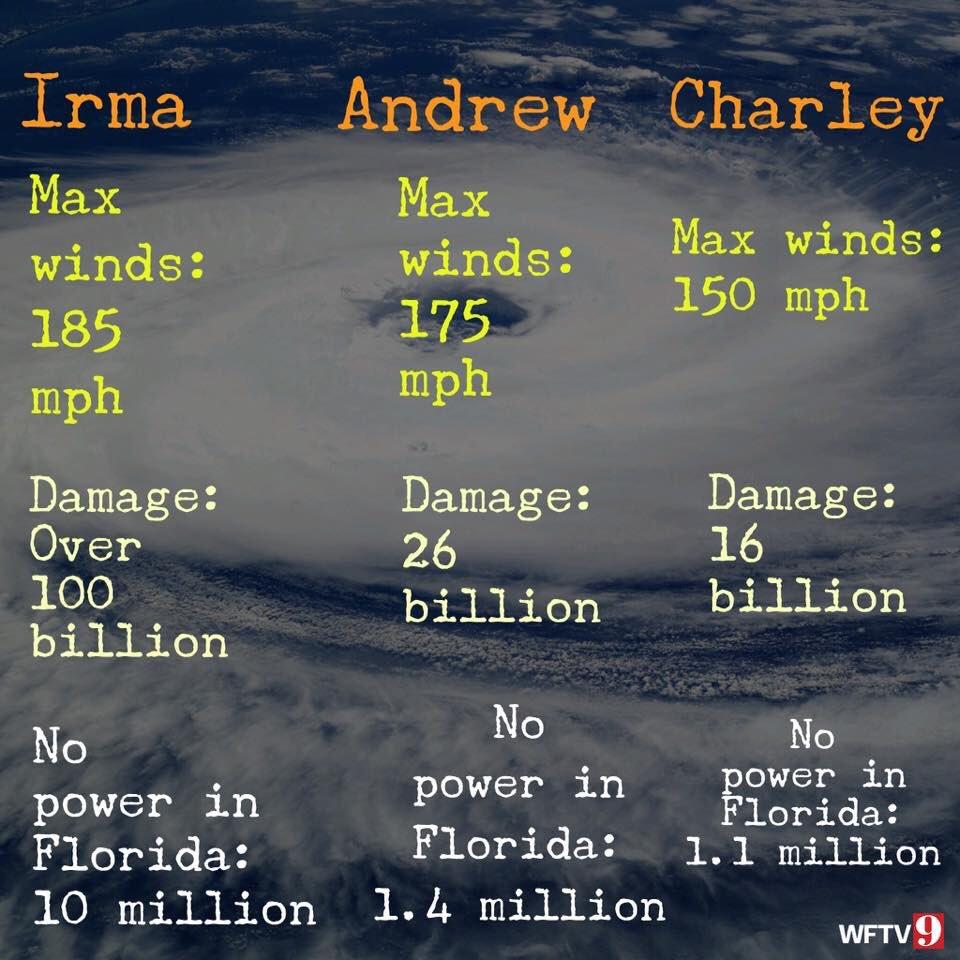 Irma
Max
winds:
185
mph
Damage:
Over
100
billion
No
power in
Florida:
10 million
Andrew
Max
winds:
175
mph
Damage:
26
billion
No
power in
Florida:
1.4 million
Charley
Max winds:
150 mph
Damage:
16
billion
No
power in
Florida:
1.1 million
WFTV 9